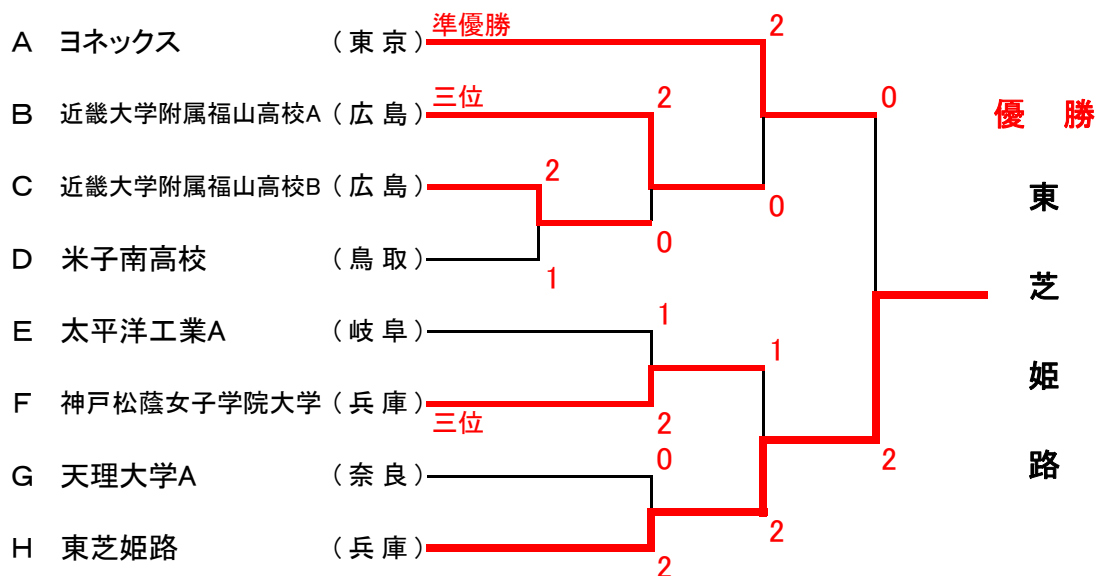 準優勝 2
A ヨネックス (東京)
三位 2 0
B 近畿大学附属福山高校A (広島)
優 勝
2
C 近畿大学附属福山高校B (広島)
0
0
D 米子南高校 (鳥取)
1
1
E 太平洋工業A (岐阜)
1
F 神戸松蔭女子学院大学 (兵庫)
三位 2
0 2
G 天理大学A (奈良)
2
H 東芝姫路 (兵庫)
2
東
芝
姫
路